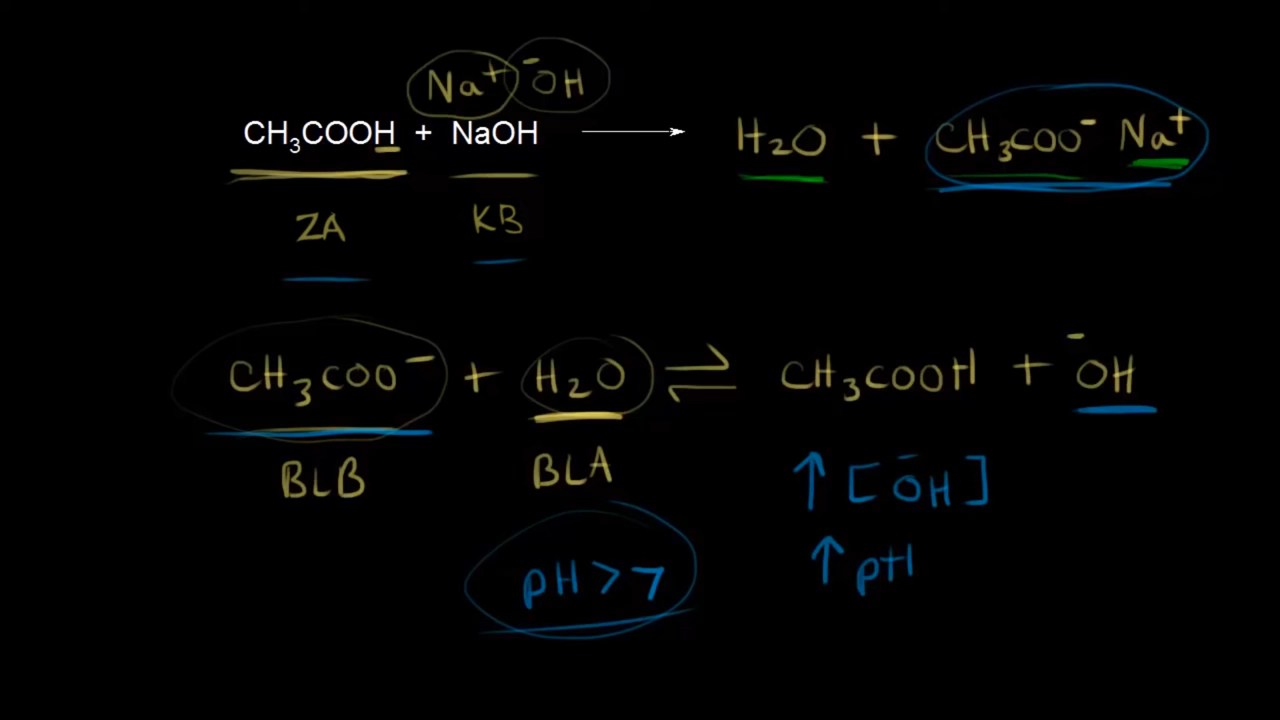 Na⁺ ⁻OH
CH₃COOH + NaOH → H₂O + CH₃COO⁻ Na⁺
ZA KB
CH₃COO⁻ + H₂O ⇌ CH₃COOH + ⁻OH
BLB BLA
↑ [⁻OH]
pH > 7 ↑ pH